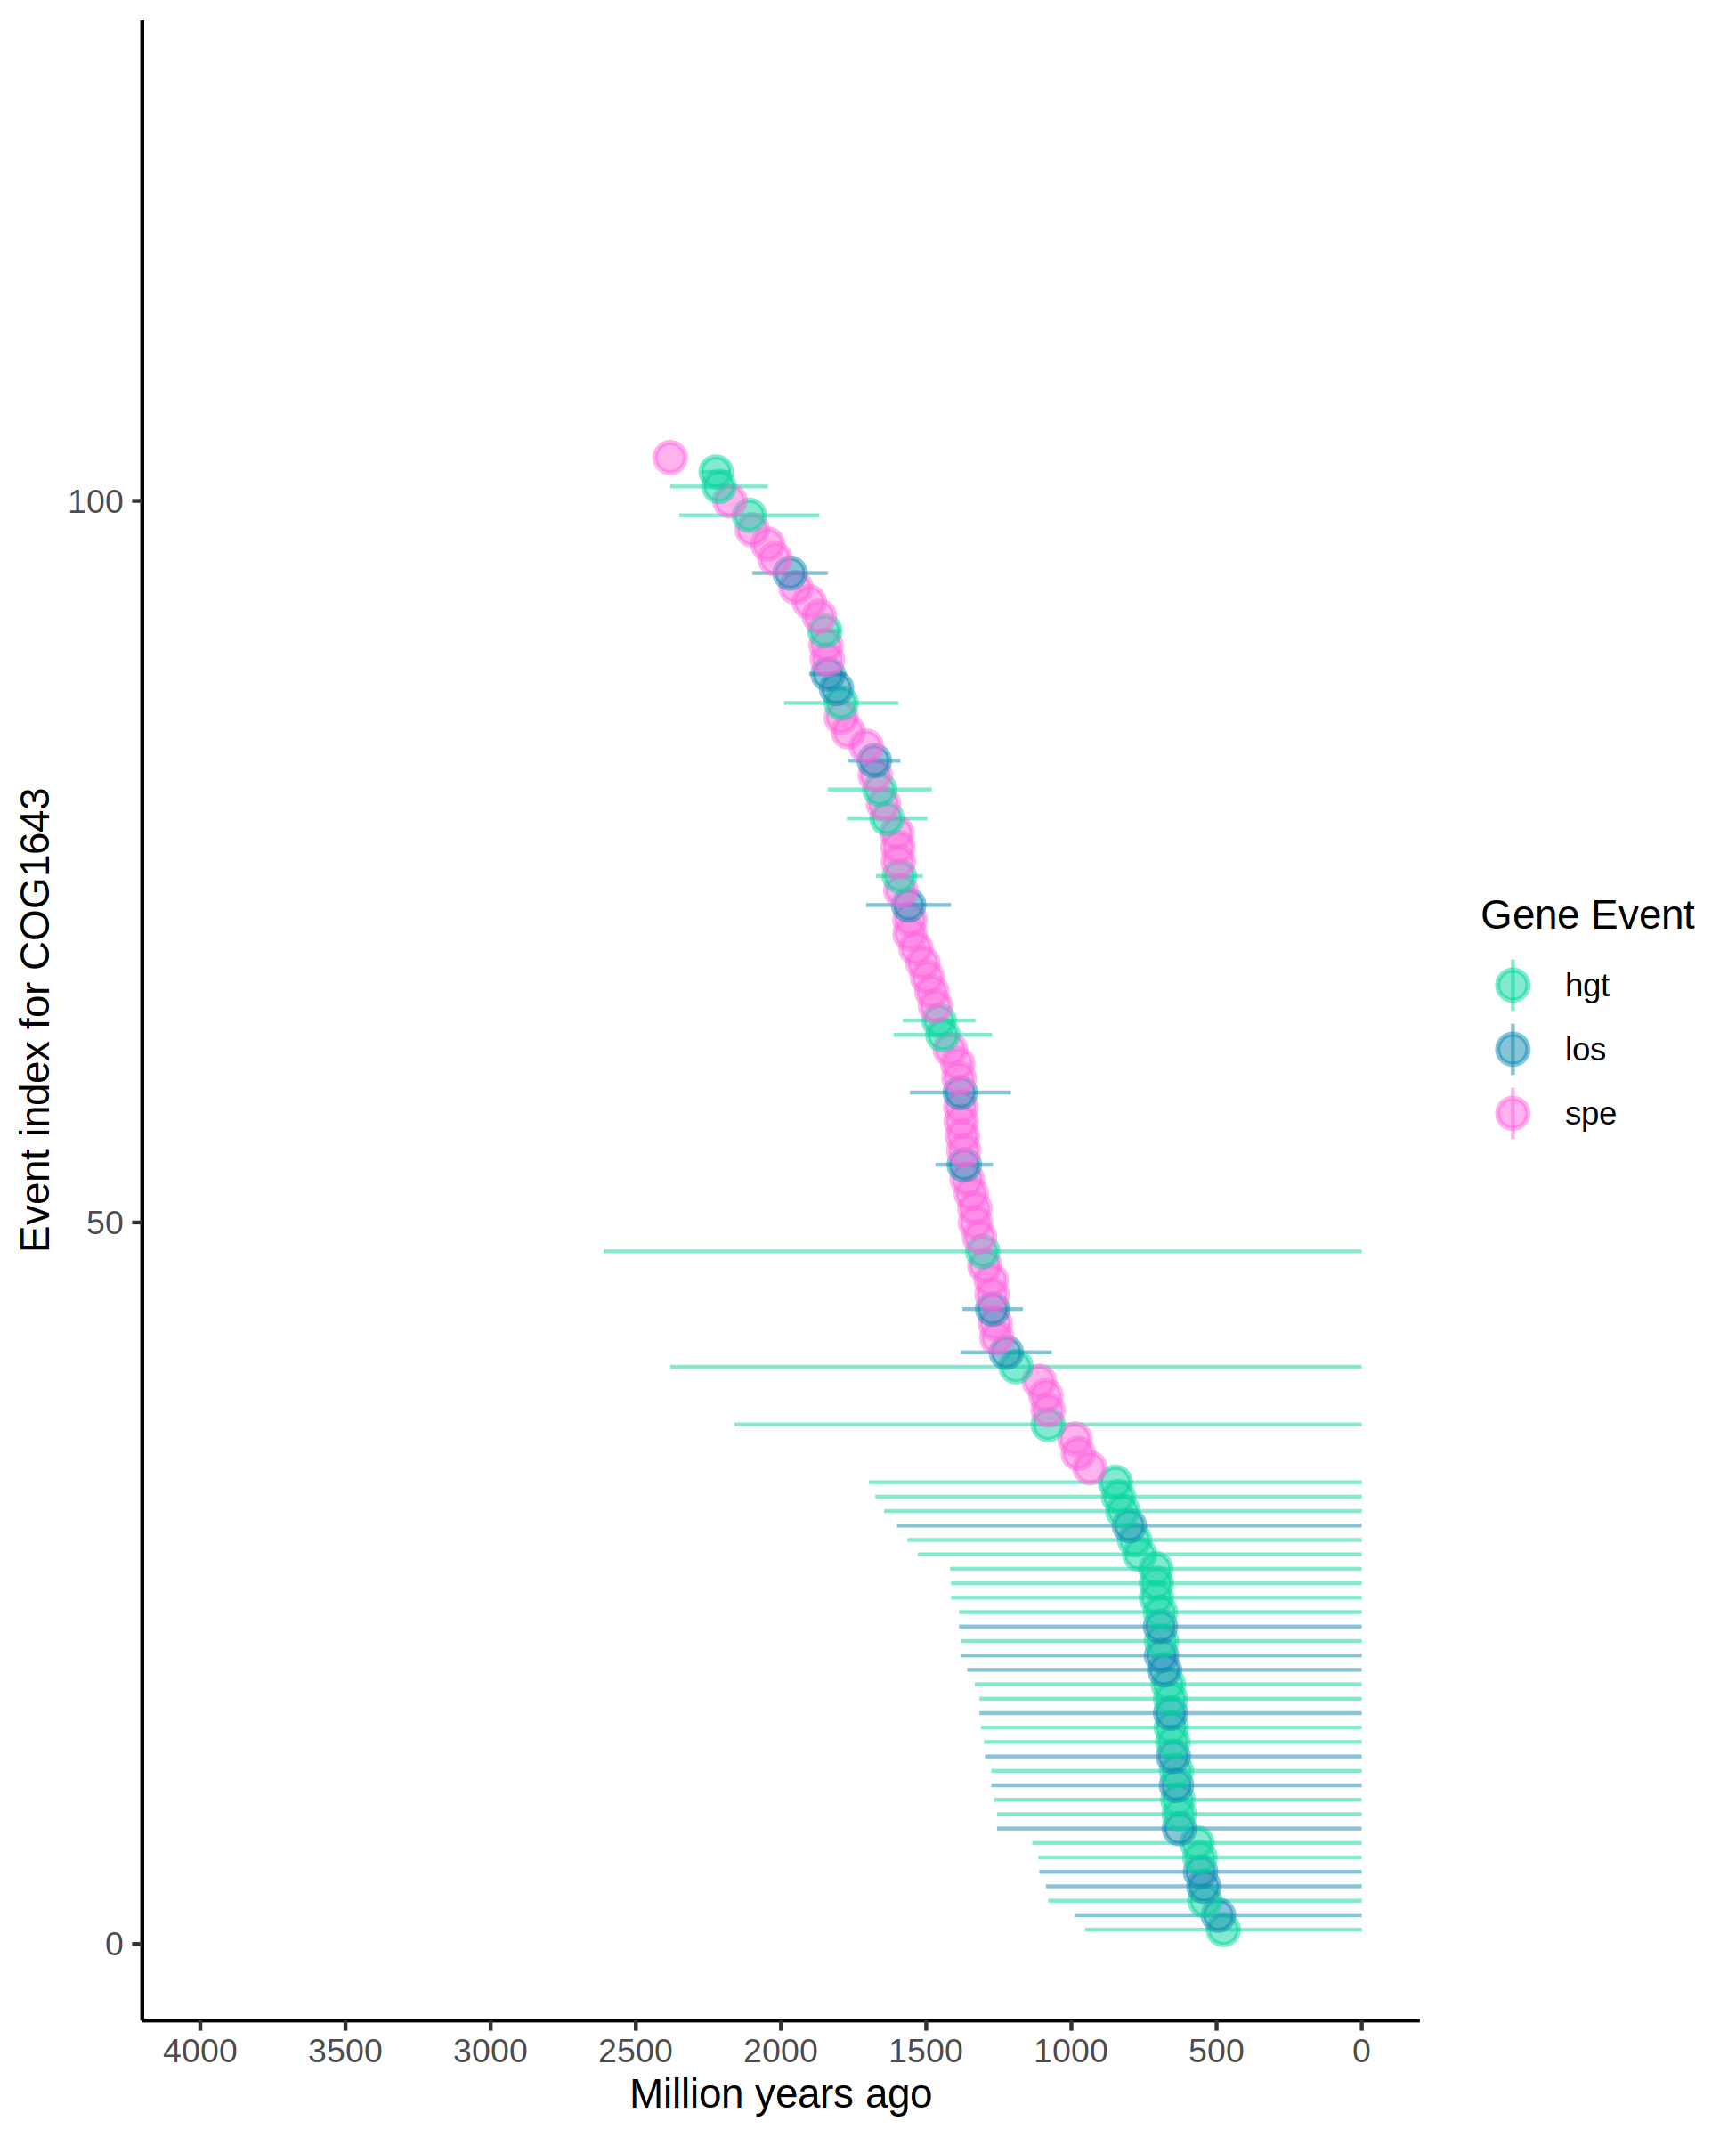 Event index for COG1643
100
50
0
4000 3500 3000 2500 2000 1500 1000 500 0
Million years ago
Gene Event
hgt
los
spe